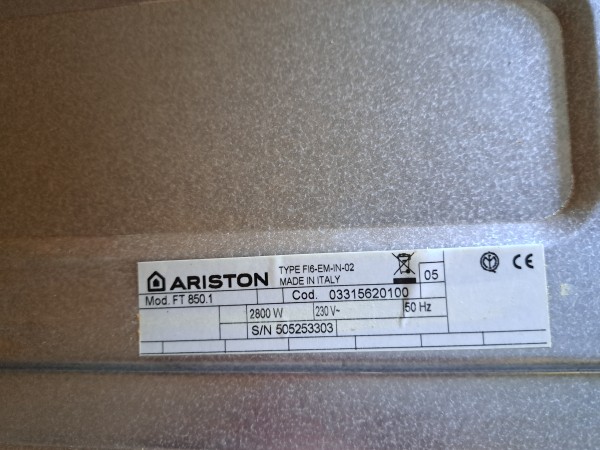 ARISTON
TYPE FI6-EM-IN-02
MADE IN ITALY
05
Mod. FT 850.1
Cod. 03315620100
2800 W 230 V~ 50 Hz
S/N 505253303
CE